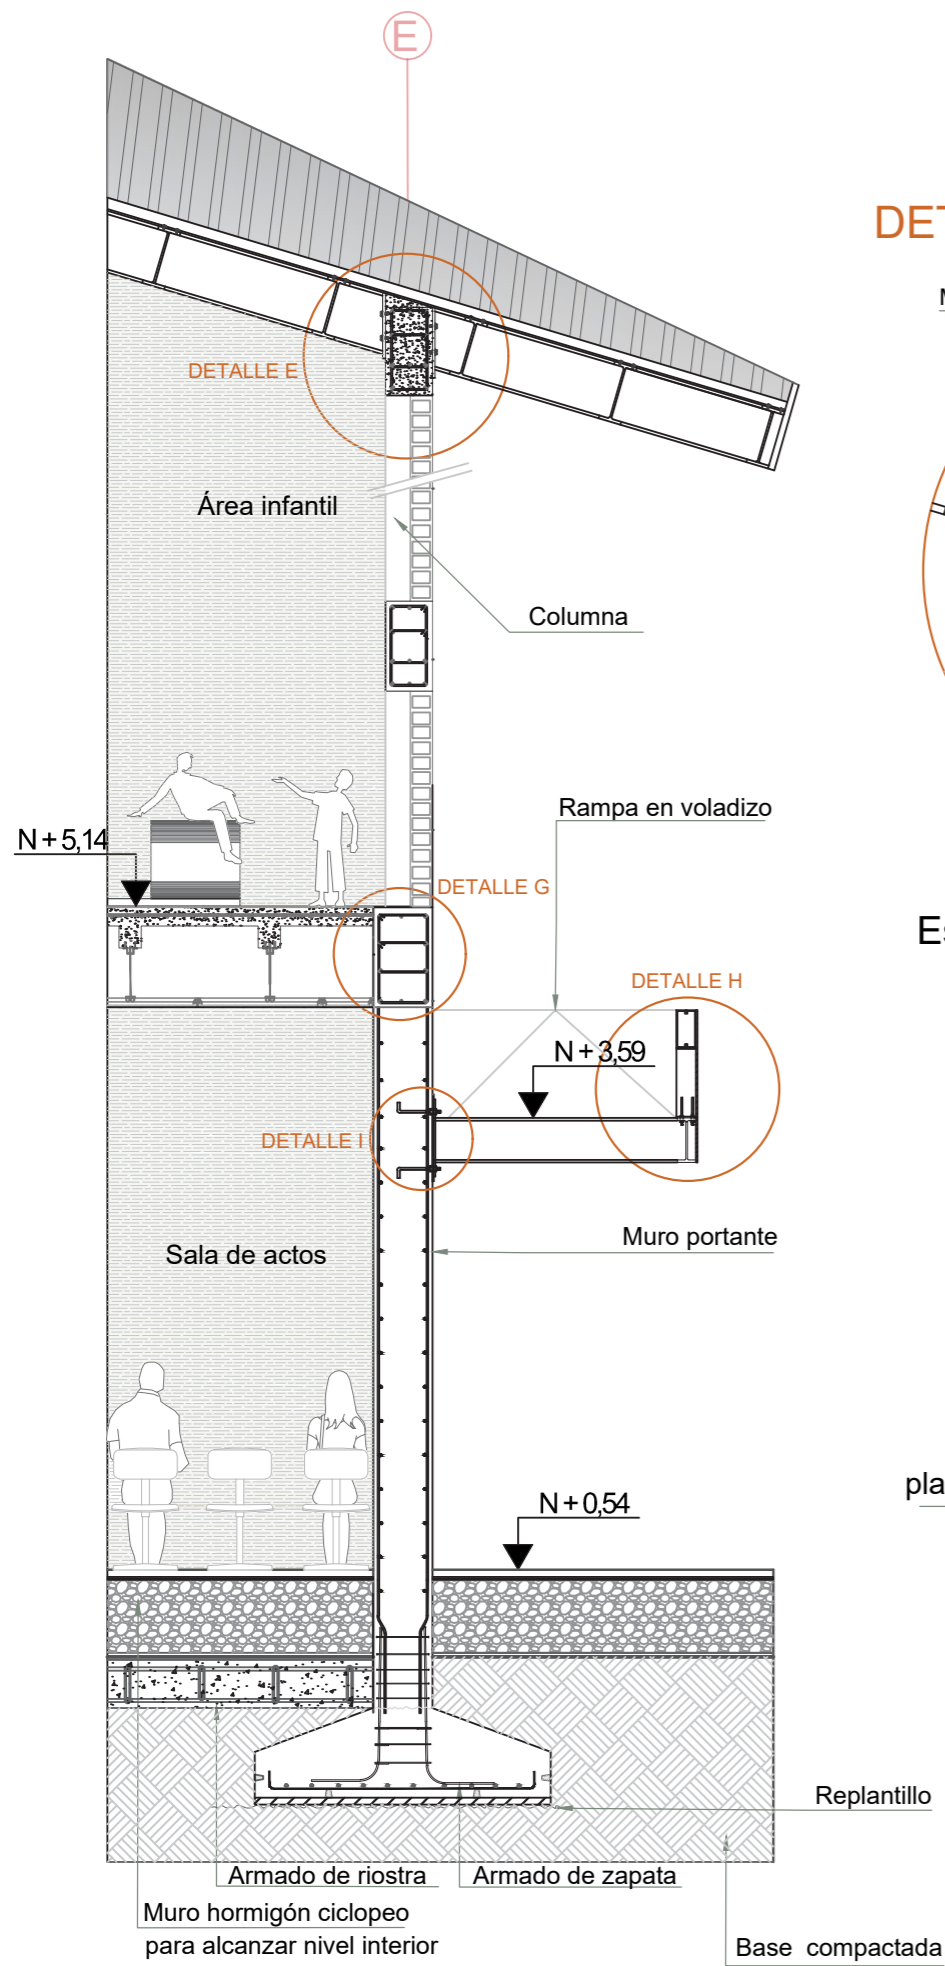 E
DET
M
DETALLE E
Área infantil
Columna
Rampa en voladizo
N + 5,14
DETALLE G
Es
DETALLE H
N + 3,59
DETALLE I
Muro portante
Sala de actos
pla
N + 0,54
Replantillo
Armado de riostra
Armado de zapata
Muro hormigón ciclopeo
para alcanzar nivel interior
Base compactada